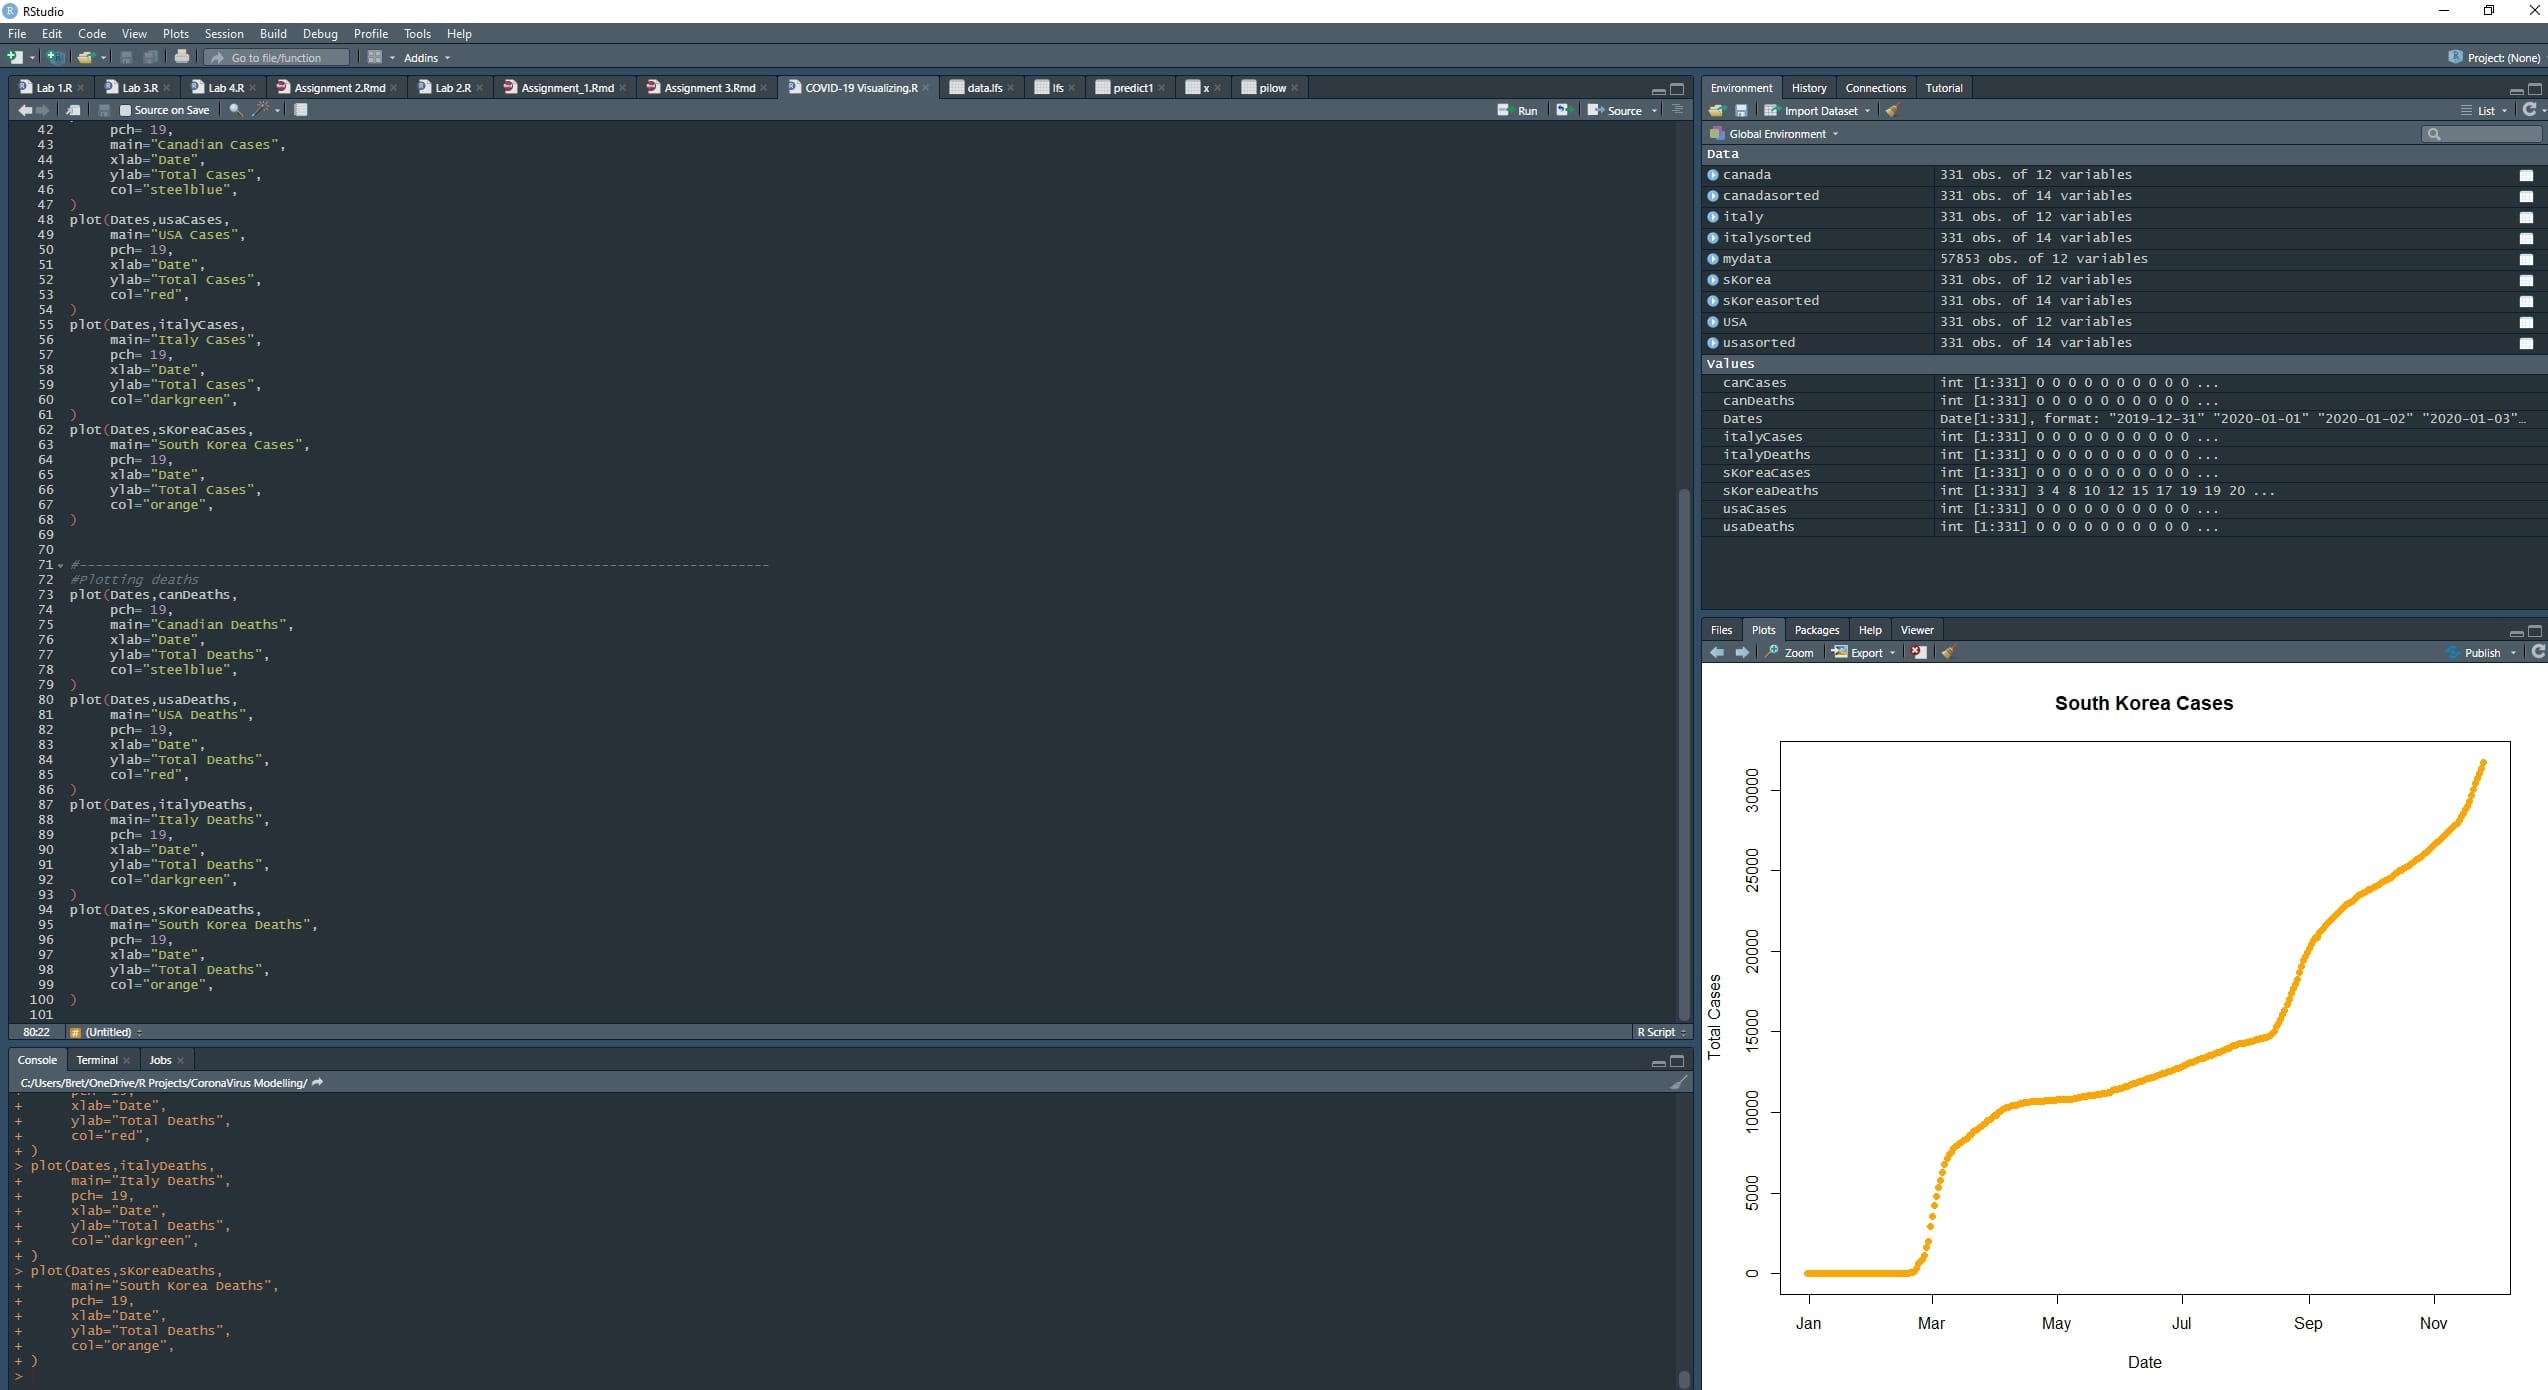 RStudio
File Edit Code View Plots Session Build Debug Profile Tools Help
Go to file/function Addins Project: (None)
Lab 1.R Lab 3.R Lab 4.R Assignment 2.Rmd Lab 2.R Assignment_1.Rmd Assignment 3.Rmd COVID-19 Visualizing.R data.lfs lfs predict1 x pilow
Source on Save Run Source
42 pch= 19,
43 main="Canadian Cases",
44 xlab="Date",
45 ylab="Total Cases",
46 col="steelblue",
47 )
48 plot(Dates,usaCases,
49 main="USA Cases",
50 pch= 19,
51 xlab="Date",
52 ylab="Total Cases",
53 col="red",
54 )
55 plot(Dates,italyCases,
56 main="Italy Cases",
57 pch= 19,
58 xlab="Date",
59 ylab="Total Cases",
60 col="darkgreen",
61 )
62 plot(Dates,sKoreaCases,
63 main="South Korea Cases",
64 pch= 19,
65 xlab="Date",
66 ylab="Total Cases",
67 col="orange",
68 )
69
70
71 #--------------------------------------------------------------------------------------
72 #Plotting deaths
73 plot(Dates,canDeaths,
74 pch= 19,
75 main="Canadian Deaths",
76 xlab="Date",
77 ylab="Total Deaths",
78 col="steelblue",
79 )
80 plot(Dates,usaDeaths,
81 main="USA Deaths",
82 pch= 19,
83 xlab="Date",
84 ylab="Total Deaths",
85 col="red",
86 )
87 plot(Dates,italyDeaths,
88 main="Italy Deaths",
89 pch= 19,
90 xlab="Date",
91 ylab="Total Deaths",
92 col="darkgreen",
93 )
94 plot(Dates,sKoreaDeaths,
95 main="South Korea Deaths",
96 pch= 19,
97 xlab="Date",
98 ylab="Total Deaths",
99 col="orange",
100 )
101
80:22 # (Untitled) R Script
Console Terminal Jobs
C:/Users/Bret/OneDrive/R Projects/CoronaVirus Modelling/
+ pch= 19,
+ xlab="Date",
+ ylab="Total Deaths",
+ col="red",
+ )
> plot(Dates,italyDeaths,
+ main="Italy Deaths",
+ pch= 19,
+ xlab="Date",
+ ylab="Total Deaths",
+ col="darkgreen",
+ )
> plot(Dates,sKoreaDeaths,
+ main="South Korea Deaths",
+ pch= 19,
+ xlab="Date",
+ ylab="Total Deaths",
+ col="orange",
+ )
>
Environment History Connections Tutorial
Import Dataset List
Global Environment
Data
canada 331 obs. of 12 variables
canadasorted 331 obs. of 14 variables
italy 331 obs. of 12 variables
italysorted 331 obs. of 14 variables
mydata 57853 obs. of 12 variables
sKorea 331 obs. of 12 variables
sKoreasorted 331 obs. of 14 variables
USA 331 obs. of 12 variables
usasorted 331 obs. of 14 variables
Values
canCases int [1:331] 0 0 0 0 0 0 0 0 0 0 ...
canDeaths int [1:331] 0 0 0 0 0 0 0 0 0 0 ...
Dates Date[1:331], format: "2019-12-31" "2020-01-01" "2020-01-02" "2020-01-03"…
italyCases int [1:331] 0 0 0 0 0 0 0 0 0 0 ...
italyDeaths int [1:331] 0 0 0 0 0 0 0 0 0 0 ...
sKoreaCases int [1:331] 0 0 0 0 0 0 0 0 0 0 ...
sKoreaDeaths int [1:331] 3 4 8 10 12 15 17 19 19 20 ...
usaCases int [1:331] 0 0 0 0 0 0 0 0 0 0 ...
usaDeaths int [1:331] 0 0 0 0 0 0 0 0 0 0 ...
Files Plots Packages Help Viewer
Zoom Export Publish
South Korea Cases
Total Cases
30000
25000
20000
15000
10000
5000
0
Jan Mar May Jul Sep Nov
Date